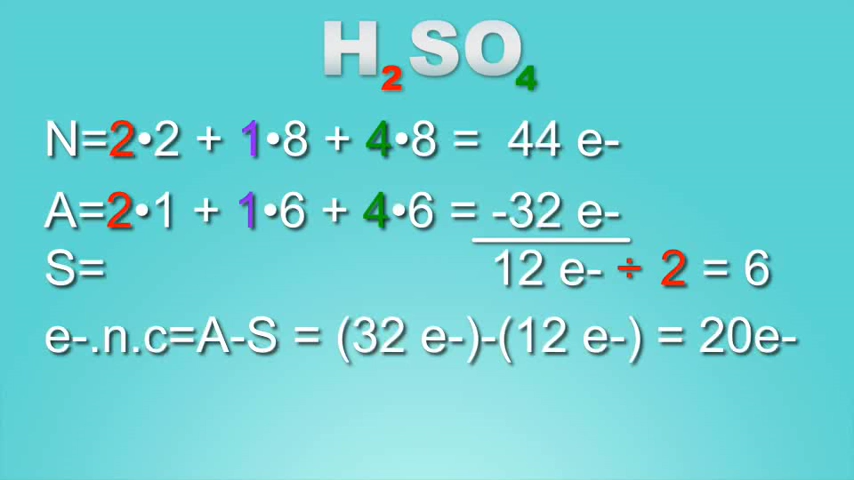 H2SO4
N=2•2 + 1•8 + 4•8 = 44 e-
A=2•1 + 1•6 + 4•6 = -32 e-
S= 12 e- ÷ 2 = 6
e-.n.c=A-S = (32 e-)-(12 e-) = 20e-